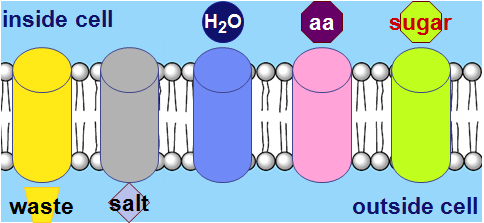 inside cell
H₂O
aa
sugar
waste
salt
outside cell